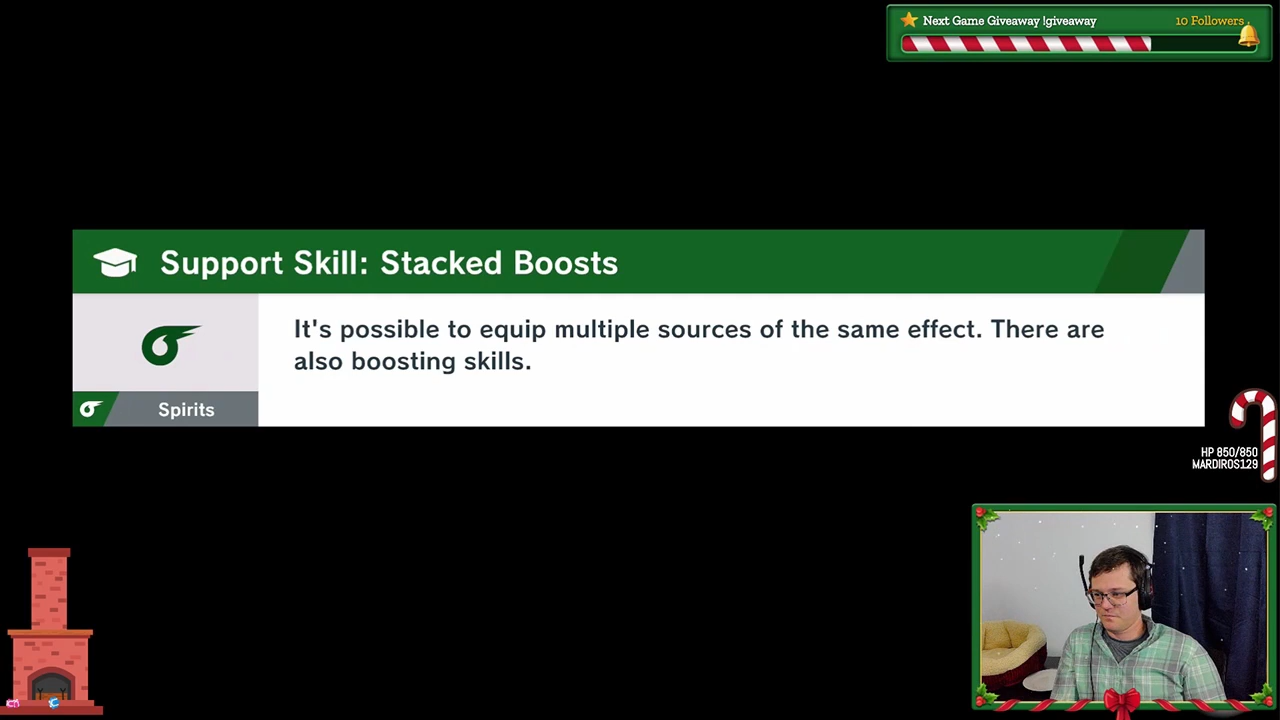 Next Game Giveaway !giveaway
10 Followers
Support Skill: Stacked Boosts
It's possible to equip multiple sources of the same effect. There are
also boosting skills.
Spirits
HP 850/850
MARDIROS129